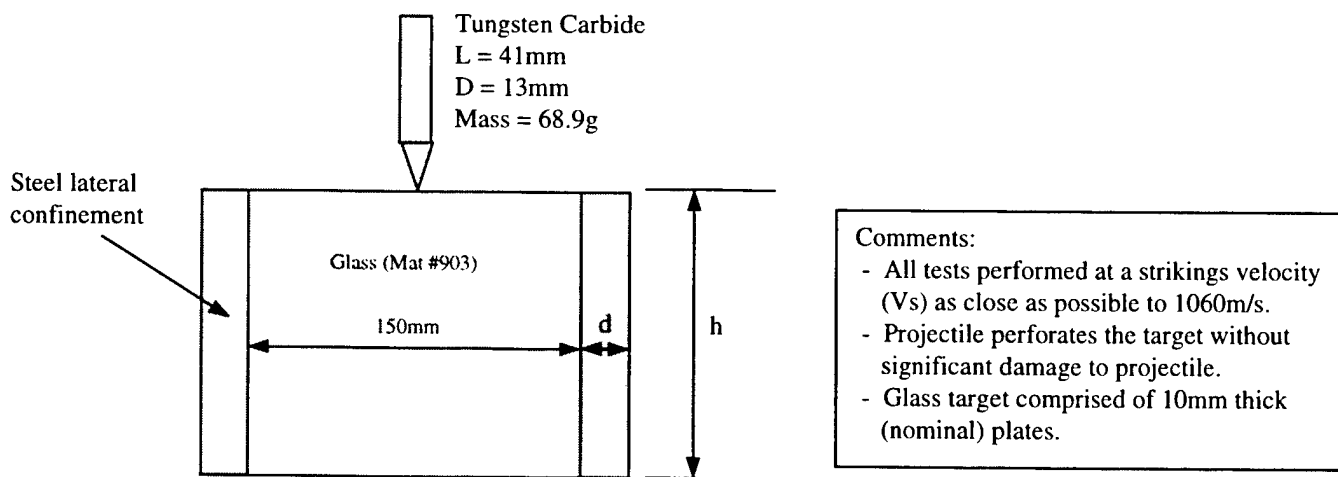 Tungsten Carbide
L = 41mm
D = 13mm
Mass = 68.9g
Steel lateral
confinement
Glass (Mat #903)
150mm
d
h
Comments:
- All tests performed at a strikings velocity
(Vs) as close as possible to 1060m/s.
- Projectile perforates the target without
significant damage to projectile.
- Glass target comprised of 10mm thick
(nominal) plates.